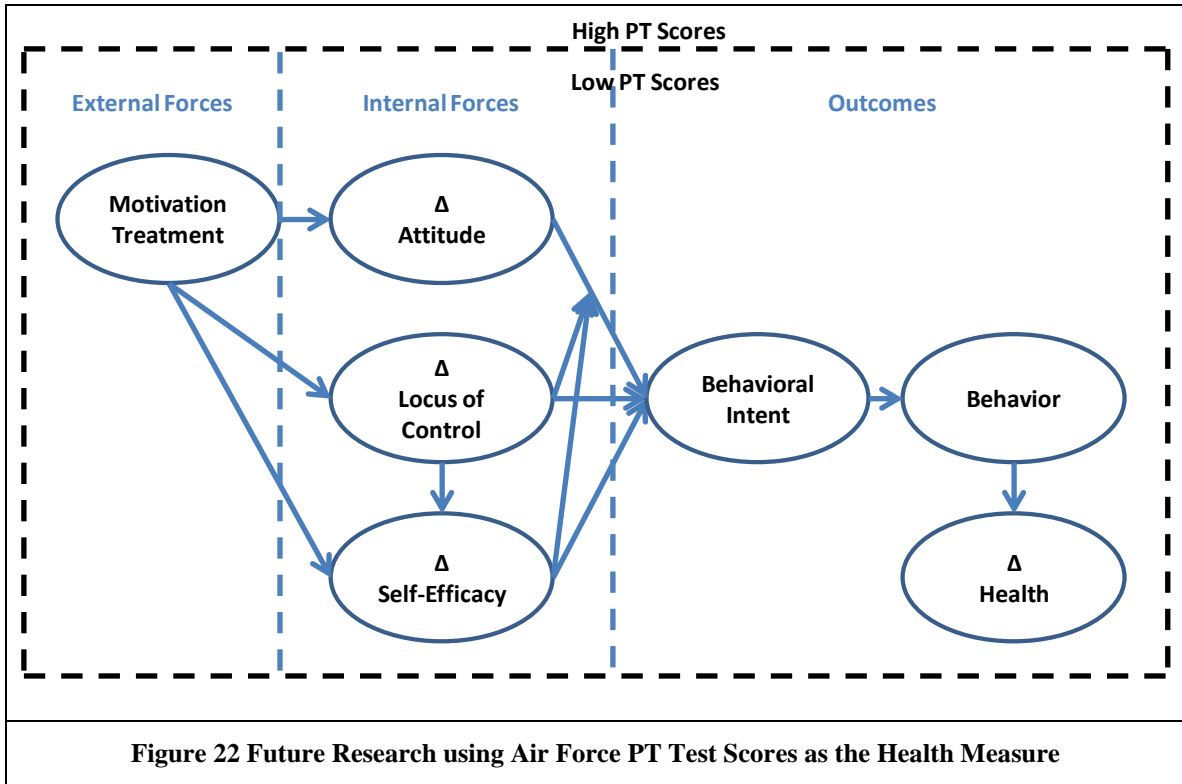 High PT Scores
Low PT Scores
External Forces
Internal Forces
Outcomes
Motivation
Treatment
Δ
Attitude
Δ
Locus of
Control
Δ
Self-Efficacy
Behavioral
Intent
Behavior
Δ
Health
Figure 22 Future Research using Air Force PT Test Scores as the Health Measure